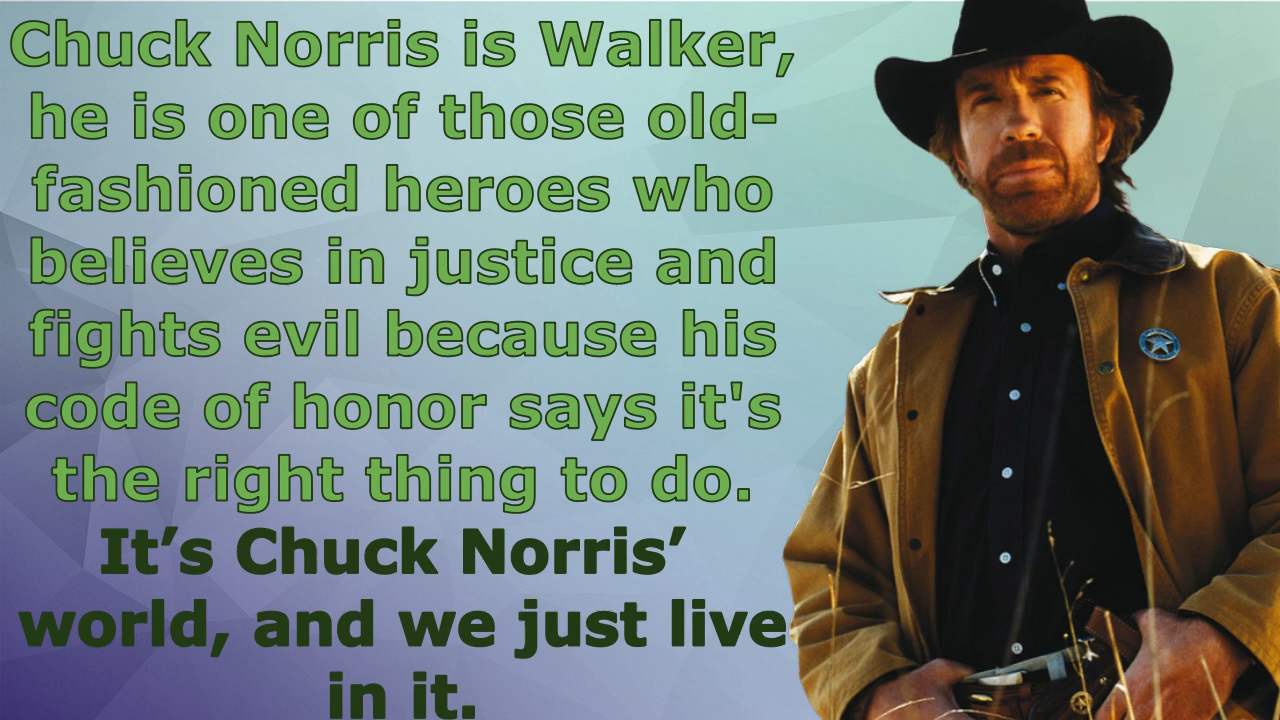 Chuck Norris is Walker,
he is one of those old-
fashioned heroes who
believes in justice and
fights evil because his
code of honor says it's
the right thing to do.
It’s Chuck Norris’
world, and we just live
in it.